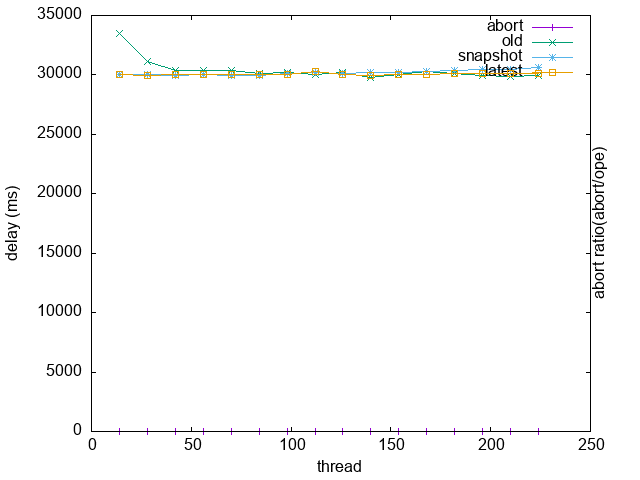 35000
30000
25000
20000
15000
10000
5000
0
delay (ms)
0 50 100 150 200 250
thread
abort ratio(abort/ope)
abort
old
snapshot
latest